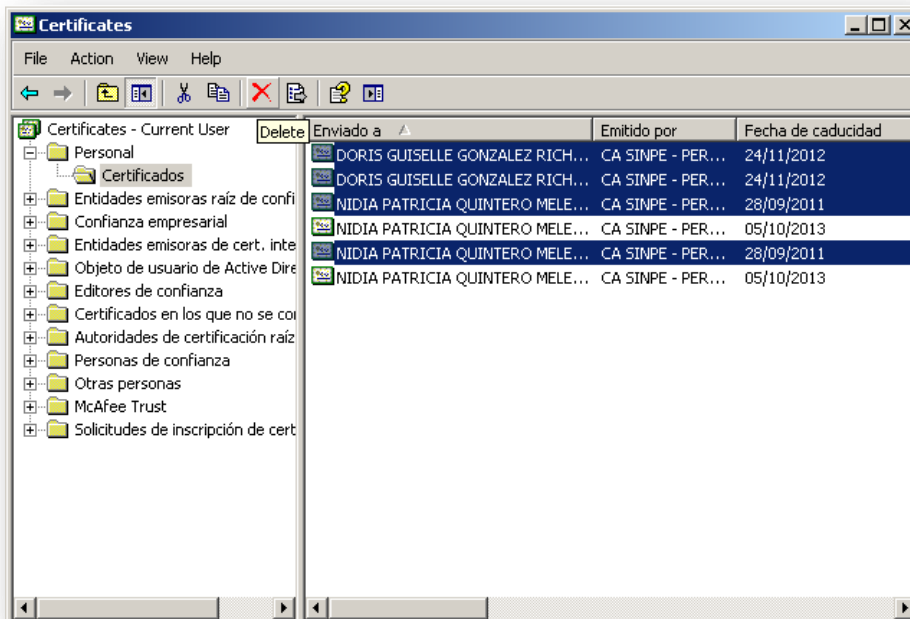 Certificates
File Action View Help
Certificates - Current User
Delete
Personal
Certificados
Entidades emisoras raíz de confi
Confianza empresarial
Entidades emisoras de cert. inte
Objeto de usuario de Active Dire
Editores de confianza
Certificados en los que no se co
Autoridades de certificación raíz
Personas de confianza
Otras personas
McAfee Trust
Solicitudes de inscripción de cert
Enviado a Emitido por Fecha de caducidad
DORIS GUISELLE GONZALEZ RICH... CA SINPE - PER... 24/11/2012
DORIS GUISELLE GONZALEZ RICH... CA SINPE - PER... 24/11/2012
NIDIA PATRICIA QUINTERO MELE... CA SINPE - PER... 28/09/2011
NIDIA PATRICIA QUINTERO MELE... CA SINPE - PER... 05/10/2013
NIDIA PATRICIA QUINTERO MELE... CA SINPE - PER... 28/09/2011
NIDIA PATRICIA QUINTERO MELE... CA SINPE - PER... 05/10/2013